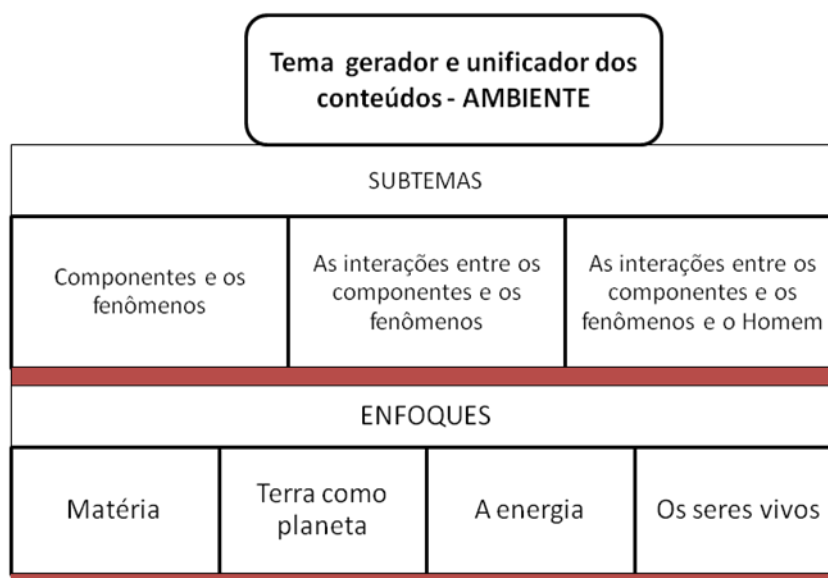 Tema gerador e unificador dos
conteúdos - AMBIENTE
SUBTEMAS
Componentes e os
fenômenos
As interações entre os
componentes e os
fenômenos
As interações entre os
componentes e os
fenômenos e o Homem
ENFOQUES
Matéria
Terra como
planeta
A energia
Os seres vivos